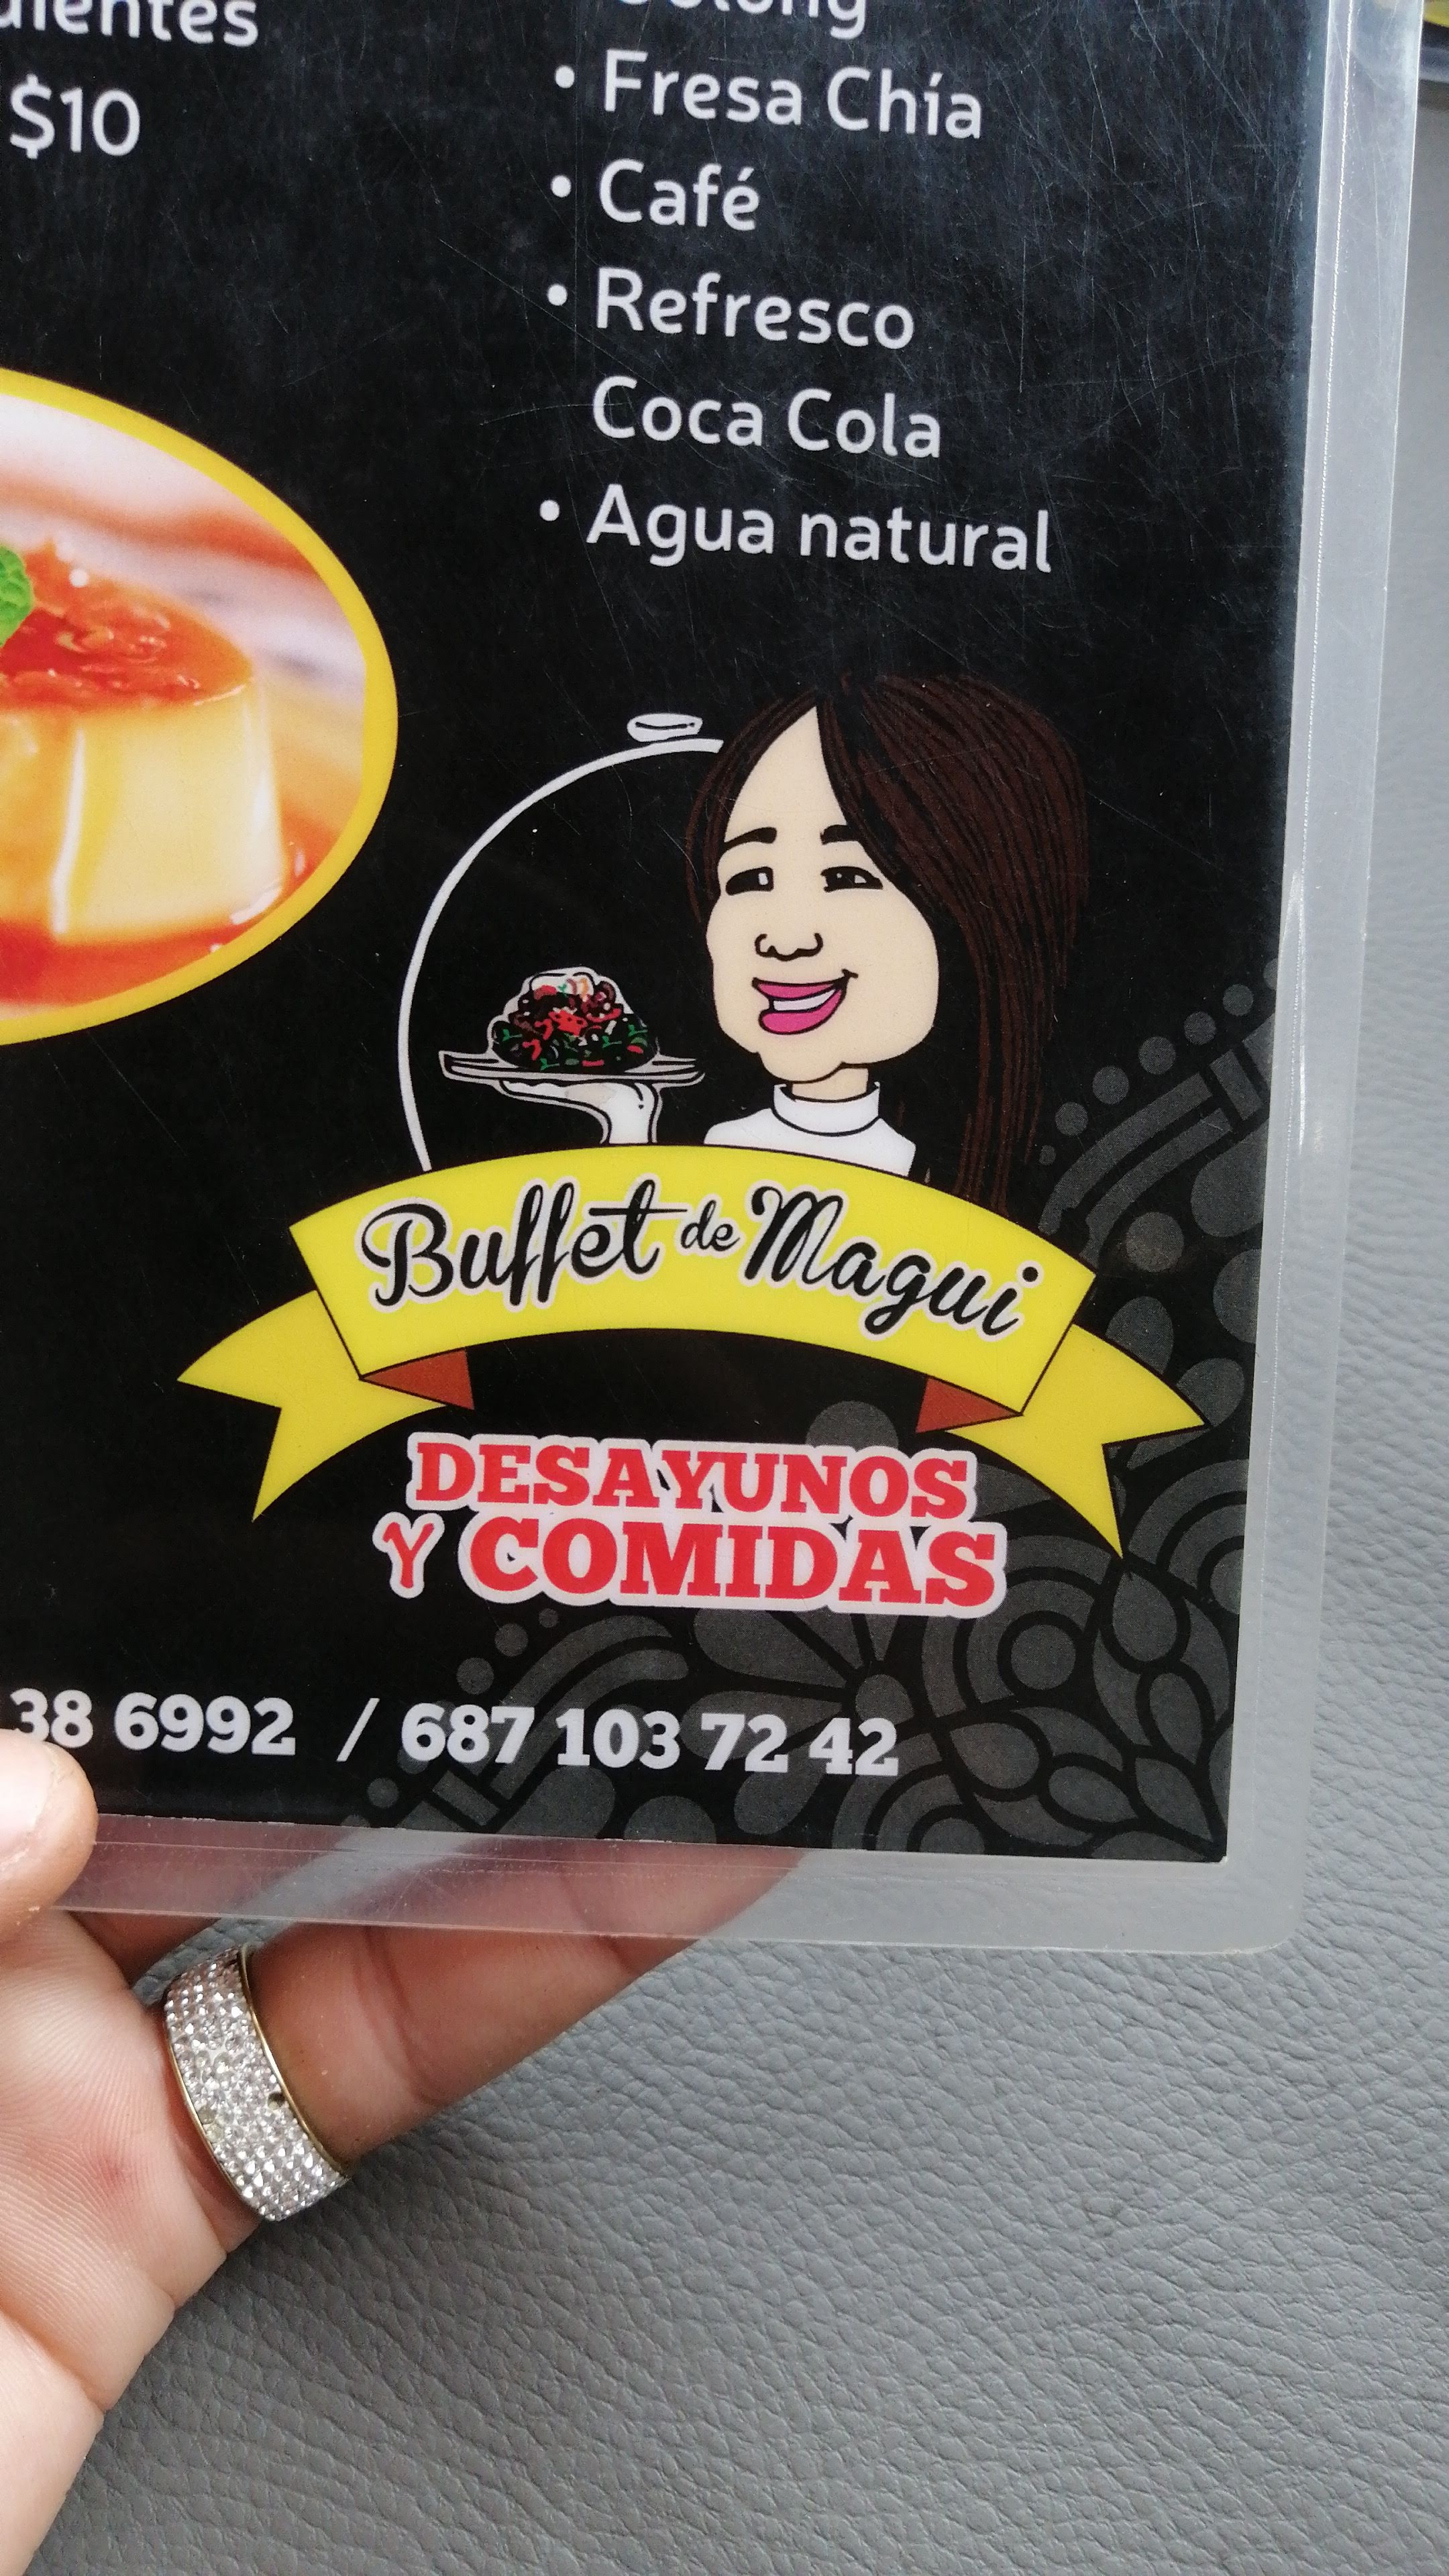 $10
• Fresa Chía
• Café
• Refresco
Coca Cola
• Agua natural
Buffet de Magui
DESAYUNOS
Y COMIDAS
38 6992 / 687 103 72 42